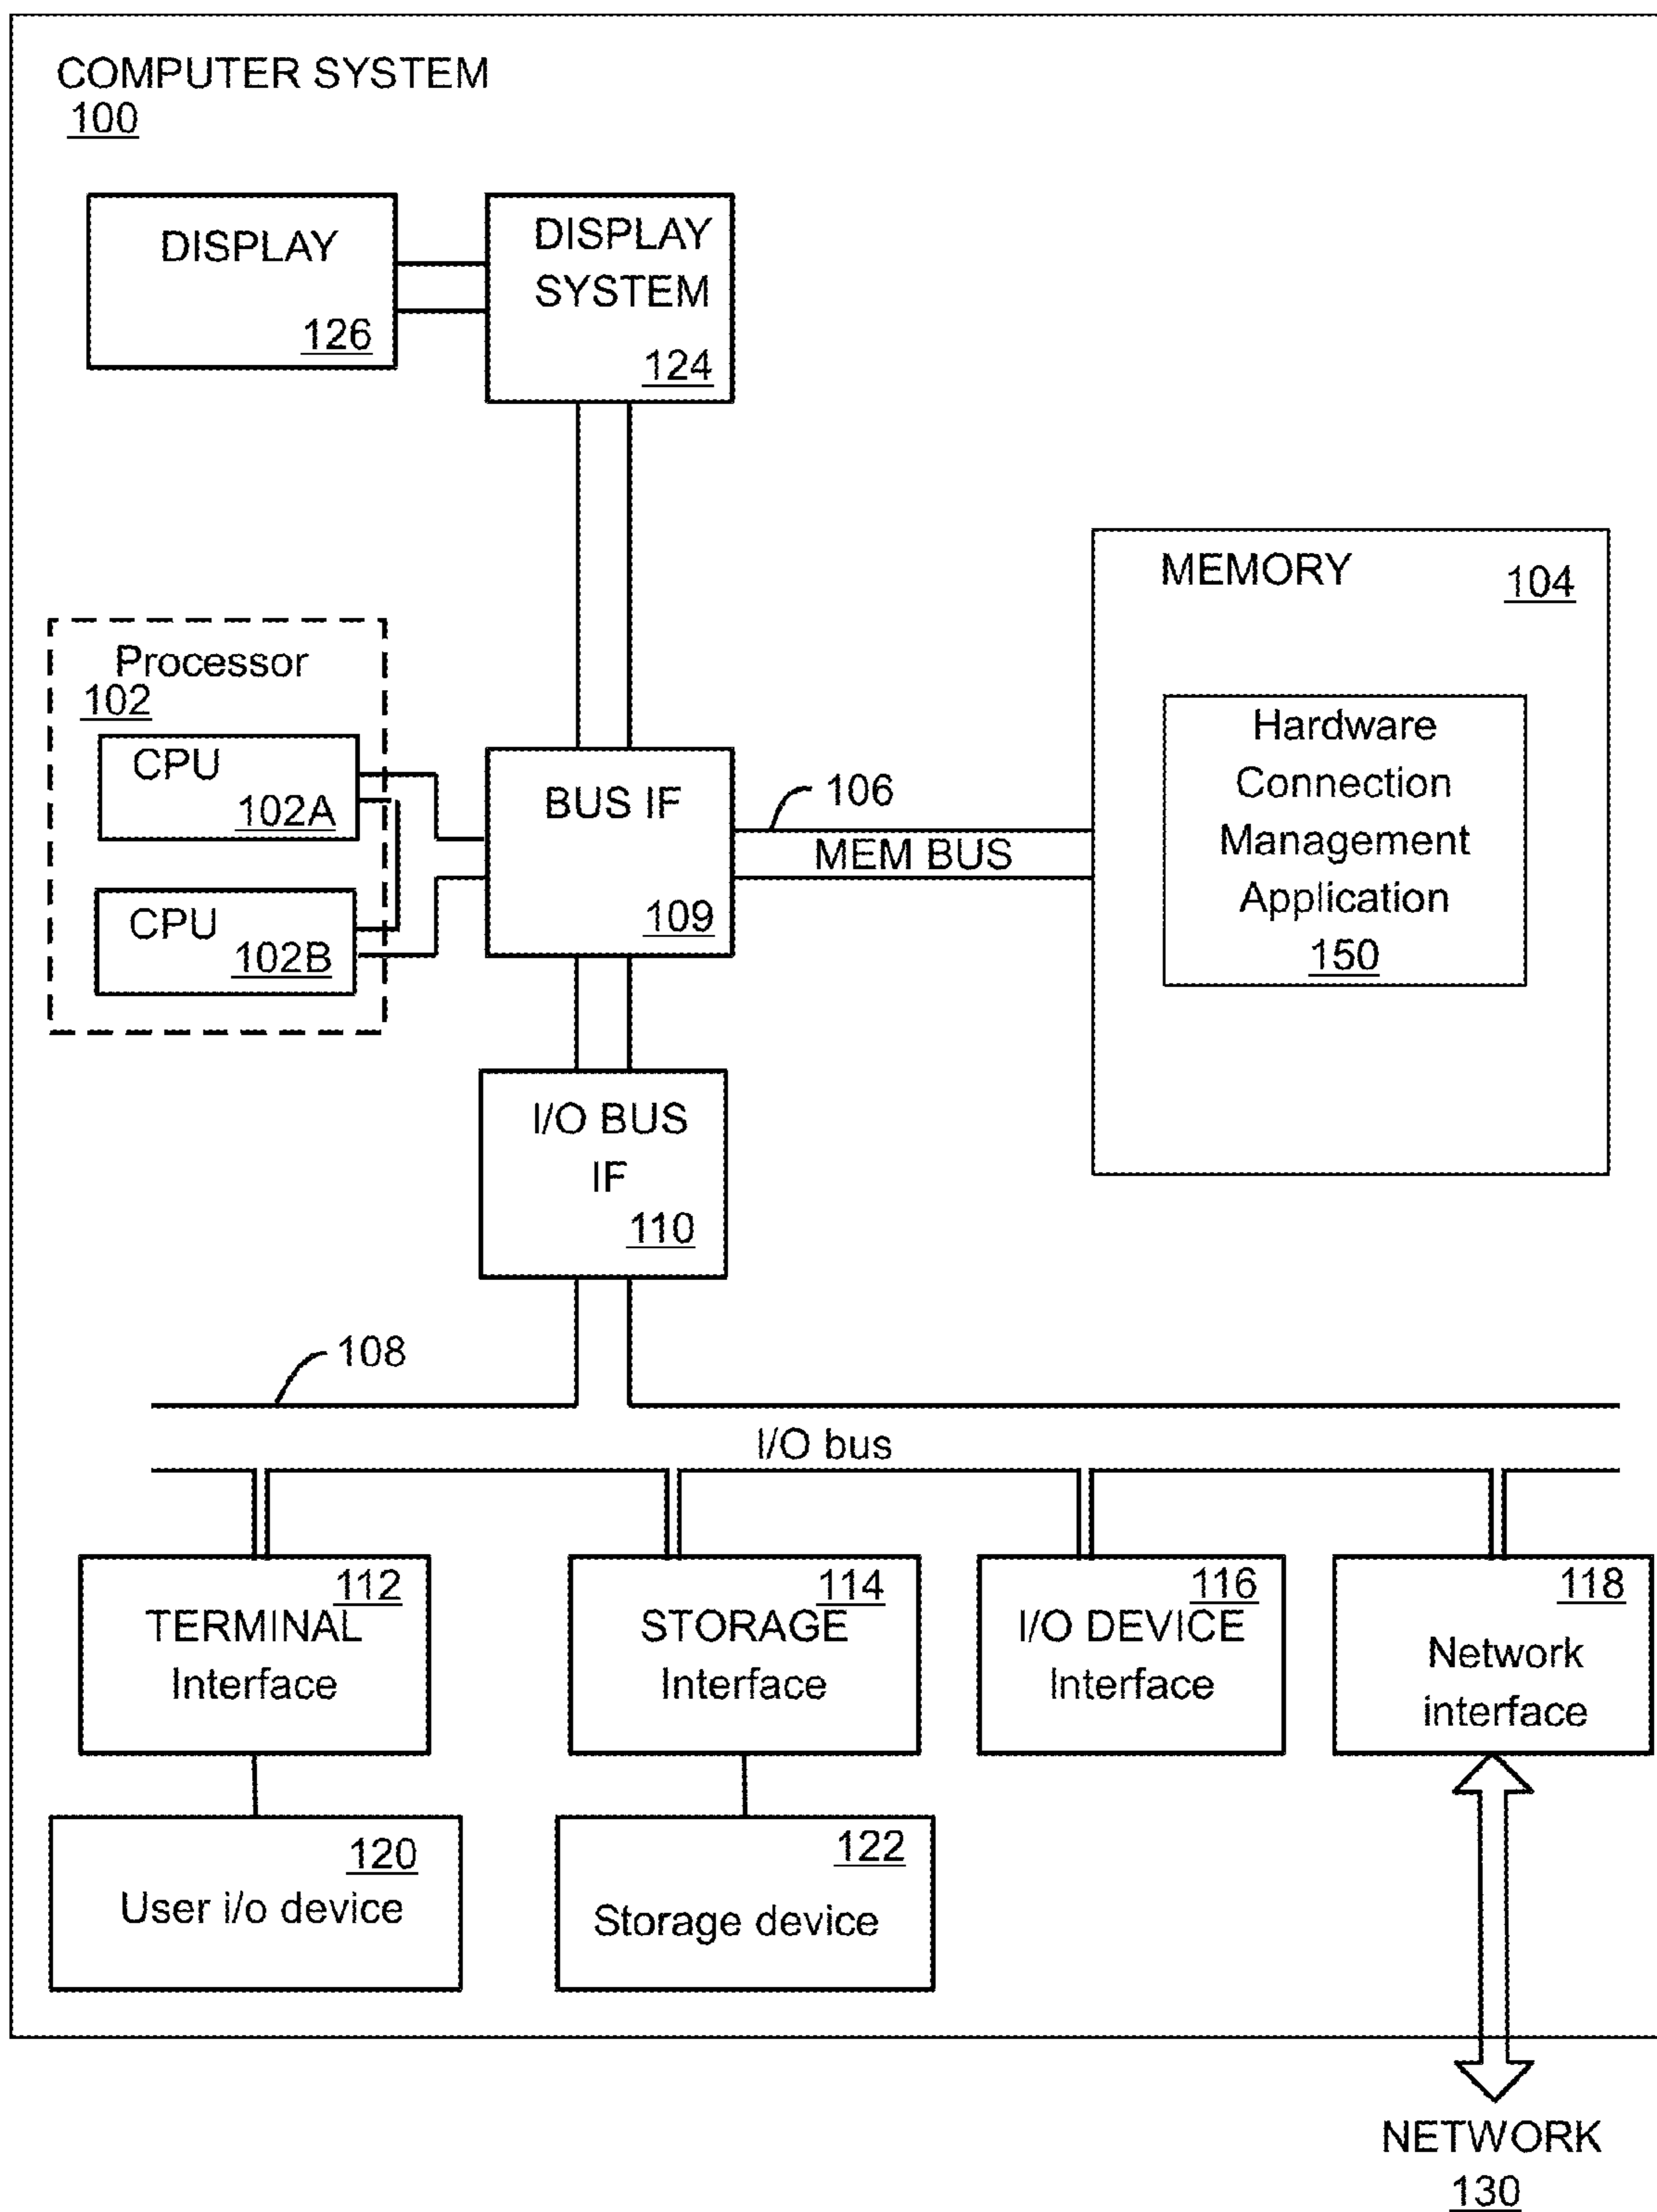 COMPUTER SYSTEM
100
DISPLAY
126
DISPLAY
SYSTEM
124
MEMORY
104
Hardware
Connection
Management
Application
150
Processor
102
CPU
102A
CPU
102B
BUS IF
109
106
MEM BUS
I/O BUS
IF
110
108
I/O bus
112
TERMINAL
Interface
114
STORAGE
Interface
116
I/O DEVICE
Interface
118
Network
interface
120
User i/o device
122
Storage device
NETWORK
130